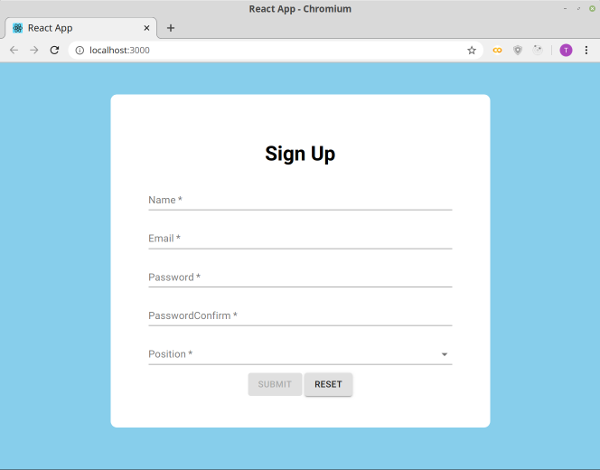 React App - Chromium
React App
localhost:3000
T
Sign Up
Name *
Email *
Password *
PasswordConfirm *
Position *
SUBMIT RESET